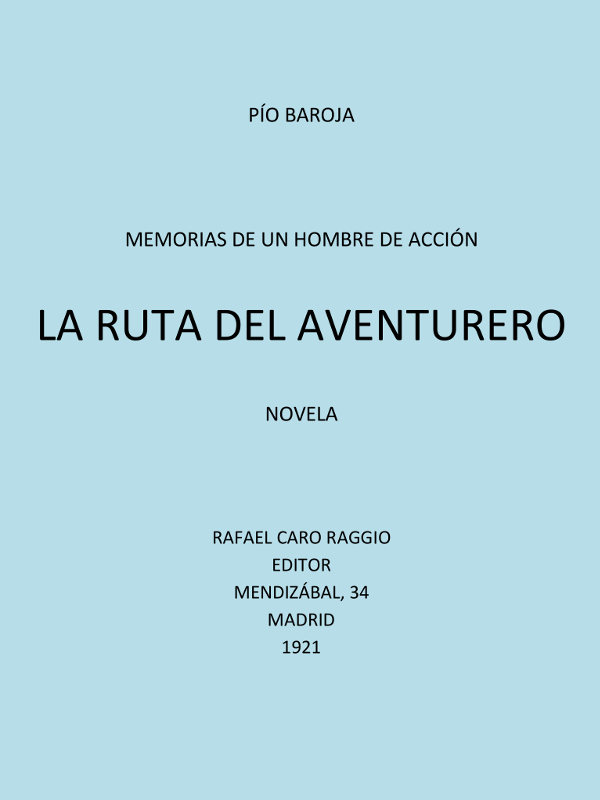 PÍO BAROJA
MEMORIAS DE UN HOMBRE DE ACCIÓN
LA RUTA DEL AVENTURERO
NOVELA
RAFAEL CARO RAGGIO
EDITOR
MENDIZÁBAL, 34
MADRID
1921